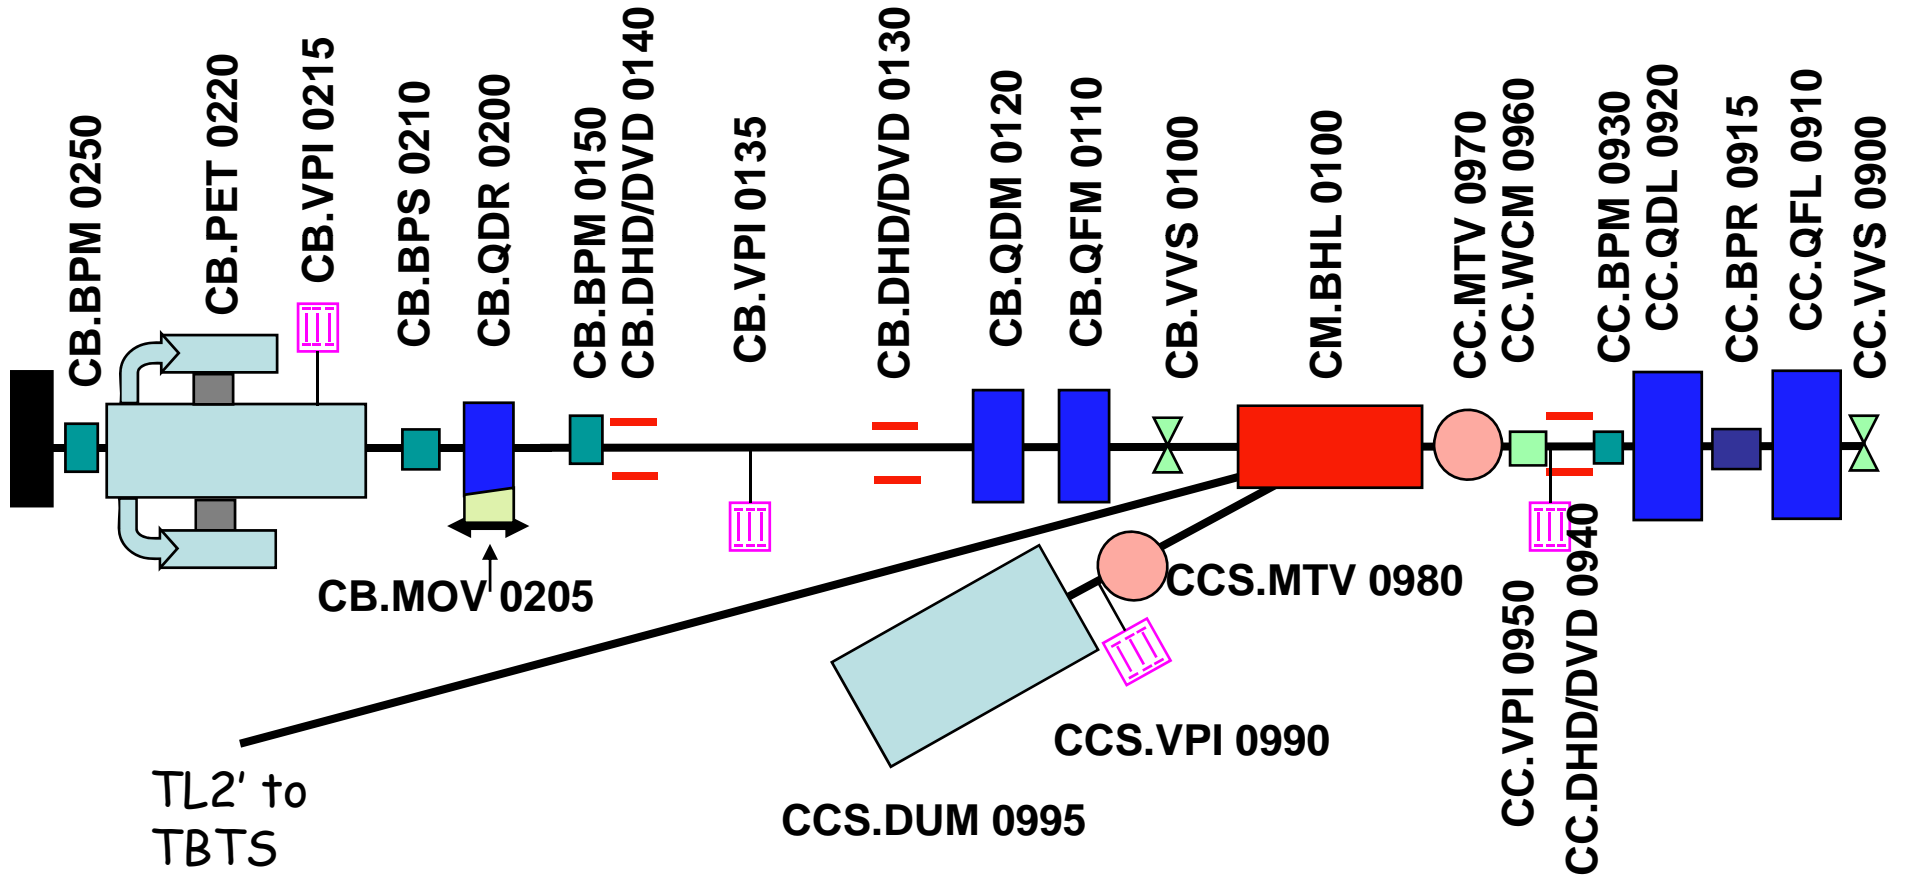 CB.BPM 0250
CB.PET 0220
CB.VPI 0215
CB.BPS 0210
CB.QDR 0200
CB.BPM 0150
CB.DHD/DVD 0140
CB.VPI 0135
CB.DHD/DVD 0130
CB.QDM 0120
CB.QFM 0110
CB.VVS 0100
CM.BHL 0100
CC.MTV 0970
CC.WCM 0960
CC.BPM 0930
CC.QDL 0920
CC.BPR 0915
CC.QFL 0910
CC.VVS 0900
CB.MOV 0205
CCS.MTV 0980
CC.VPI 0950
CC.DHD/DVD 0940
CCS.VPI 0990
CCS.DUM 0995
TL2' to
TBTS